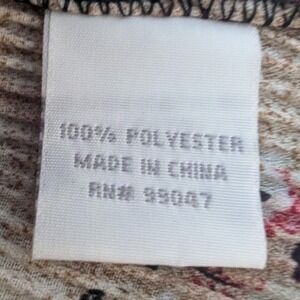 100% POLYESTER
MADE IN CHINA
RN# 99047